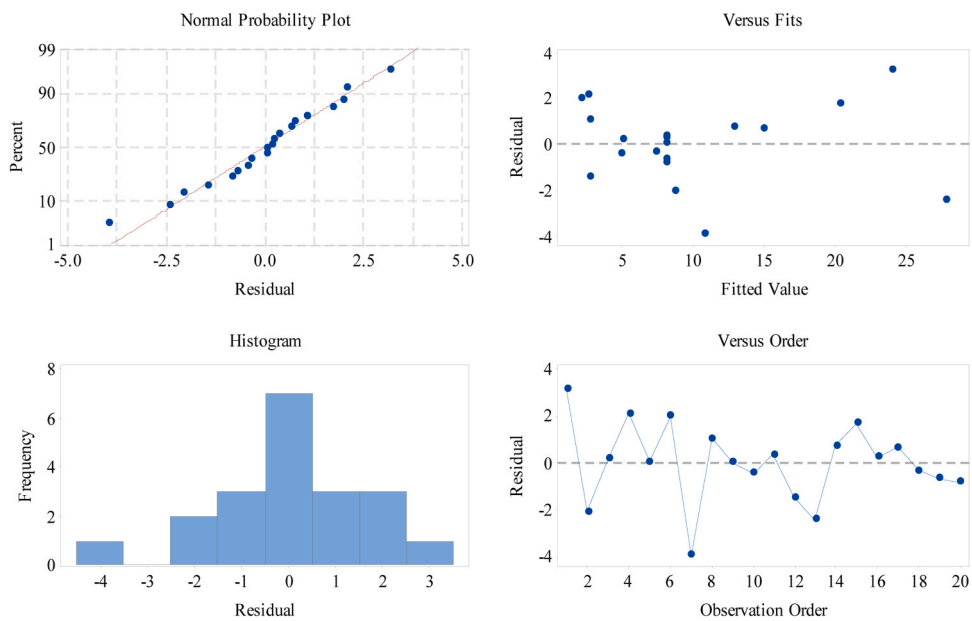 Normal Probability Plot
99
90
50
10
1
Percent
-5.0 -2.5 0.0 2.5 5.0
Residual
Versus Fits
4
2
0
-2
-4
Residual
5 10 15 20 25
Fitted Value
Histogram
8
6
4
2
0
Frequency
-4 -3 -2 -1 0 1 2 3
Residual
Versus Order
4
2
0
-2
-4
Residual
2 4 6 8 10 12 14 16 18 20
Observation Order